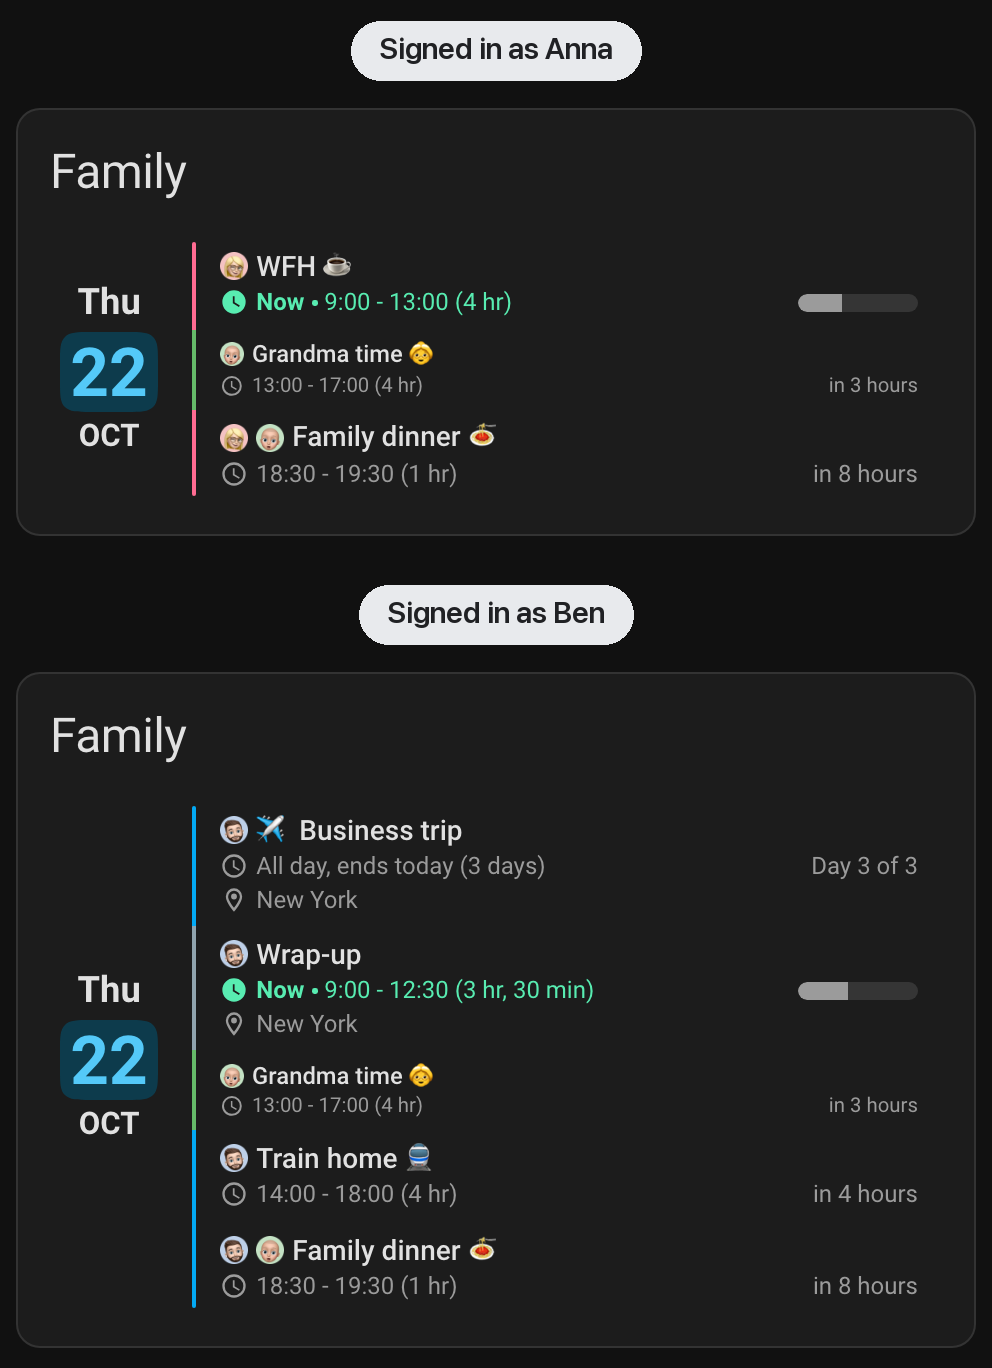 Signed in as Anna
Family
Thu
22
OCT
WFH ☕
Now • 9:00 - 13:00 (4 hr)
Grandma time 👵
13:00 - 17:00 (4 hr)
in 3 hours
Family dinner 🍝
18:30 - 19:30 (1 hr)
in 8 hours
Signed in as Ben
Family
Thu
22
OCT
✈️ Business trip
All day, ends today (3 days)
Day 3 of 3
New York
Wrap-up
Now • 9:00 - 12:30 (3 hr, 30 min)
New York
Grandma time 👵
13:00 - 17:00 (4 hr)
in 3 hours
Train home 🚆
14:00 - 18:00 (4 hr)
in 4 hours
Family dinner 🍝
18:30 - 19:30 (1 hr)
in 8 hours